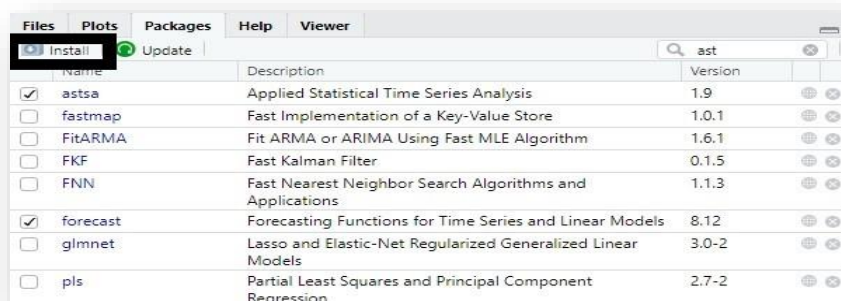 Files Plots Packages Help Viewer
Install Update ast
Name Description Version
astsa Applied Statistical Time Series Analysis 1.9
fastmap Fast Implementation of a Key-Value Store 1.0.1
FitARMA Fit ARMA or ARIMA Using Fast MLE Algorithm 1.6.1
FKF Fast Kalman Filter 0.1.5
FNN Fast Nearest Neighbor Search Algorithms and 1.1.3
Applications
forecast Forecasting Functions for Time Series and Linear Models 8.12
glmnet Lasso and Elastic-Net Regularized Generalized Linear 3.0-2
Models
pls Partial Least Squares and Principal Component 2.7-2
Regression